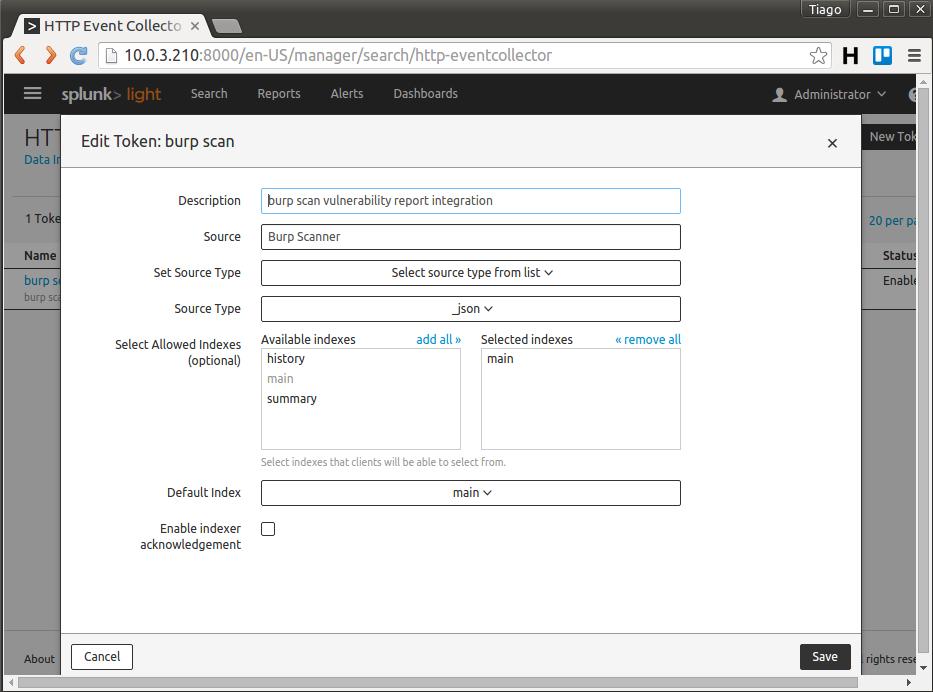 Tiago
HTTP Event Collecto
10.0.3.210:8000/en-US/manager/search/http-eventcollector
H
splunk> light Search Reports Alerts Dashboards Administrator
HTT
Data In
New Tok
Edit Token: burp scan
Description burp scan vulnerability report integration
Source Burp Scanner
Set Source Type Select source type from list
Source Type _json
Select Allowed Indexes
(optional)
Available indexes add all » Selected indexes « remove all
history main
main
summary
Select indexes that clients will be able to select from.
Default Index main
Enable indexer
acknowledgement
1 Toke
20 per pa
Name Status
burp sc Enable
burp sca
Cancel Save
About l rights rese